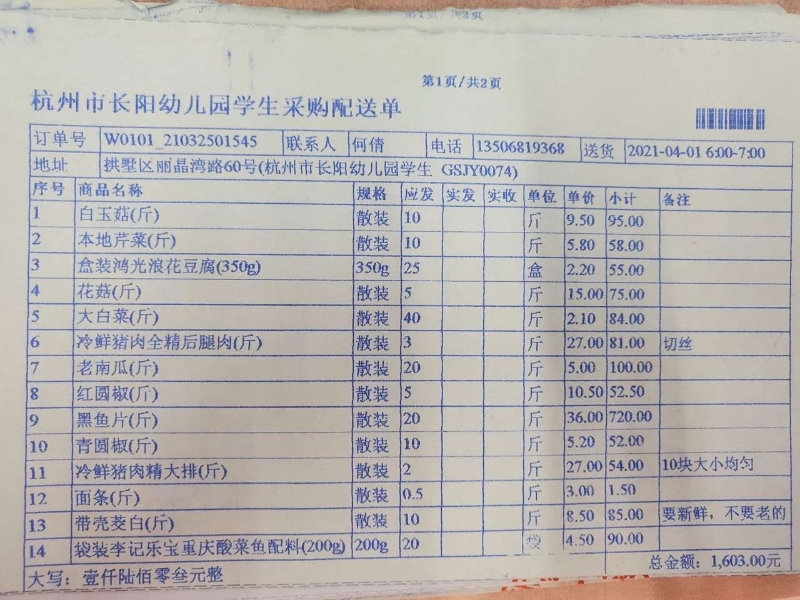 第1页/共2页
杭州市长阳幼儿园学生采购配送单
订单号 W0101_21032501545 联系人 何倩 电话 13506819368 送货 2021-04-01 6:00-7:00
地址 拱墅区丽晶湾路60号(杭州市长阳幼儿园学生 GSJY0074)
序号 商品名称 规格 应发 实发 实收 单位 单价 小计 备注
1 白玉菇(斤) 散装 10 斤 9.50 95.00
2 本地芹菜(斤) 散装 10 斤 5.80 58.00
3 盒装鸿光浪花豆腐(350g) 350g 25 盒 2.20 55.00
4 花菇(斤) 散装 5 斤 15.00 75.00
5 大白菜(斤) 散装 40 斤 2.10 84.00
6 冷鲜猪肉全精后腿肉(斤) 散装 3 斤 27.00 81.00 切丝
7 老南瓜(斤) 散装 20 斤 5.00 100.00
8 红圆椒(斤) 散装 5 斤 10.50 52.50
9 黑鱼片(斤) 散装 20 斤 36.00 720.00
10 青圆椒(斤) 散装 10 斤 5.20 52.00
11 冷鲜猪肉精大排(斤) 散装 2 斤 27.00 54.00 10块大小均匀
12 面条(斤) 散装 0.5 斤 3.00 1.50
13 带壳茭白(斤) 散装 10 斤 8.50 85.00 要新鲜，不要老的
14 袋装李记乐宝重庆酸菜鱼配料(200g) 200g 20 袋 4.50 90.00
大写：壹仟陆佰零叁元整 总金额：1,603.00元